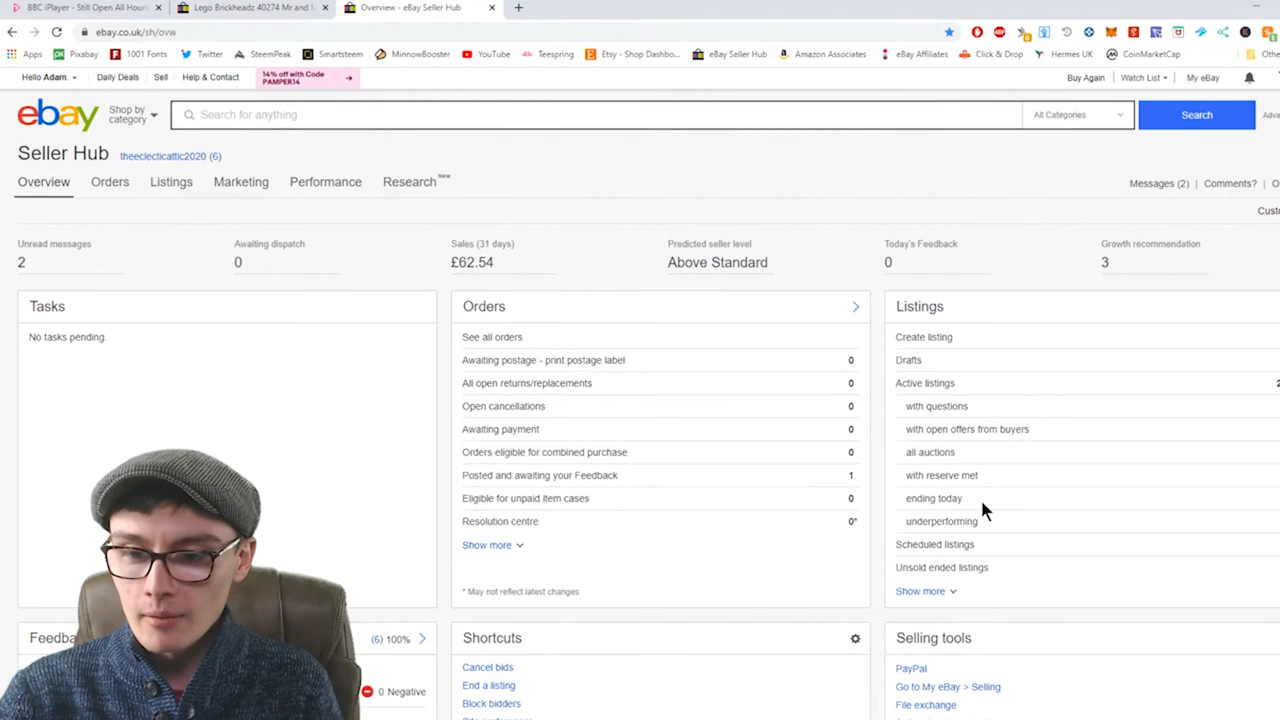 BBC iPlayer - Still Open All Hours
Lego Brickheadz 40274 Mr and M
Overview - eBay Seller Hub
ebay.co.uk/sh/ovw
Apps Pixabay 1001 Fonts Twitter SteemPeak Smartsteem MinnowBooster YouTube Teespring Etsy - Shop Dashbo... eBay Seller Hub Amazon Associates eBay Affiliates Click & Drop Hermes UK CoinMarketCap Othe
Hello Adam. Daily Deals Sell Help & Contact 14% off with Code
PAMPER14
Buy Again Watch List My eBay
ebay Shop by
category
Search for anything All Categories Search Adva
Seller Hub theeclecticattic2020 (6)
Overview Orders Listings Marketing Performance Research New
Messages (2) | Comments? | O
Custo
Unread messages Awaiting dispatch Sales (31 days) Predicted seller level Today's Feedback Growth recommendation
2 0 £62.54 Above Standard 0 3
Tasks
No tasks pending.
Orders
See all orders
Awaiting postage - print postage label 0
All open returns/replacements 0
Open cancellations 0
Awaiting payment 0
Orders eligible for combined purchase 0
Posted and awaiting your Feedback 1
Eligible for unpaid item cases 0
Resolution centre 0*
Show more
* May not reflect latest changes
Listings
Create listing
Drafts
Active listings 2
with questions
with open offers from buyers
all auctions
with reserve met
ending today
underperforming
Scheduled listings
Unsold ended listings
Show more
Feedba (6) 100%
0 Negative
Shortcuts
Cancel bids
End a listing
Block bidders
Selling tools
PayPal
Go to My eBay > Selling
File exchange